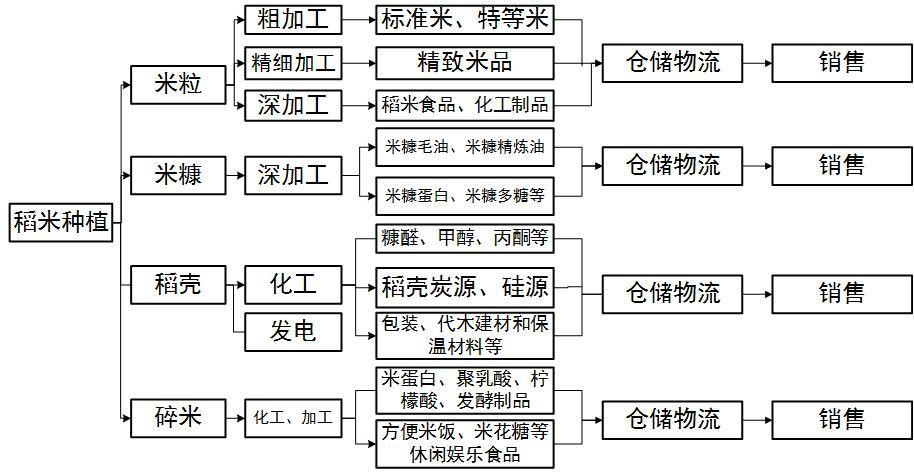 粗加工
标准米、特等米
精细加工
精致米品
仓储物流
销售
米粒
深加工
稻米食品、化工制品
米糠毛油、米糠精炼油
米糠
深加工
仓储物流
销售
米糠蛋白、米糠多糖等
稻米种植
糠醛、甲醇、丙酮等
稻壳
化工
稻壳炭源、硅源
仓储物流
销售
发电
包装、代木建材和保
温材料等
米蛋白、聚乳酸、柠
檬酸、发酵制品
碎米
化工、加工
仓储物流
销售
方便米饭、米花糖等
休闲娱乐食品